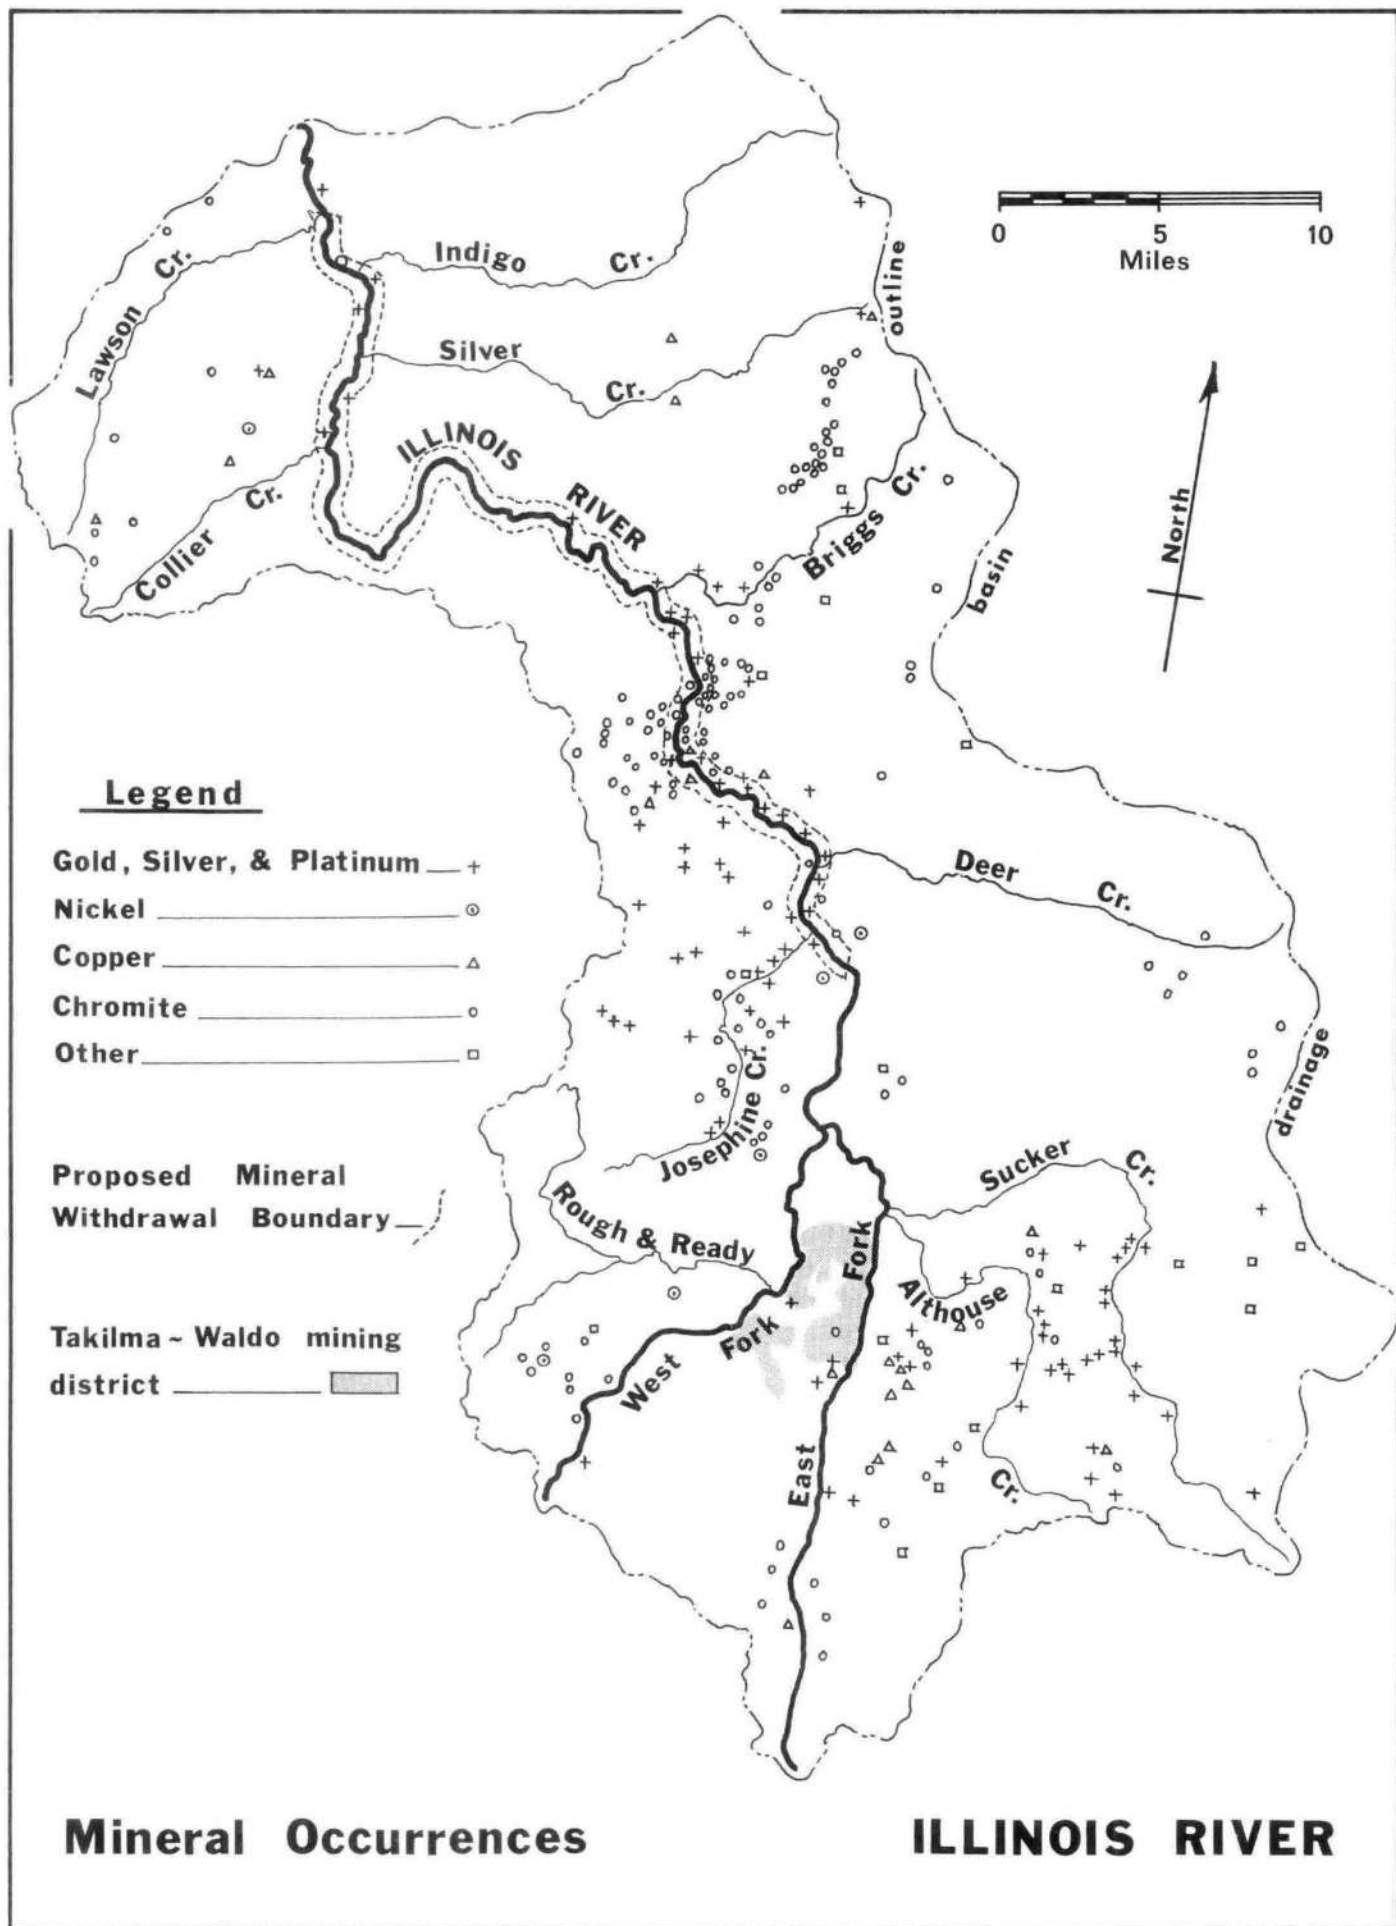 Indigo Cr.
outline
0 5 10
Miles
Lawson Cr.
Silver Cr.
ILLINOIS RIVER
North
Collier Cr.
Briggs Cr.
basin
Legend
Gold, Silver, & Platinum +
Nickel
Copper
Chromite
Other
Deer Cr.
drainage
Josephine Cr.
Proposed Mineral
Withdrawal Boundary
Sucker Cr.
Rough & Ready
Althouse Cr.
West Fork
East Fork
Takilma ~ Waldo mining
district
Mineral Occurrences
ILLINOIS RIVER